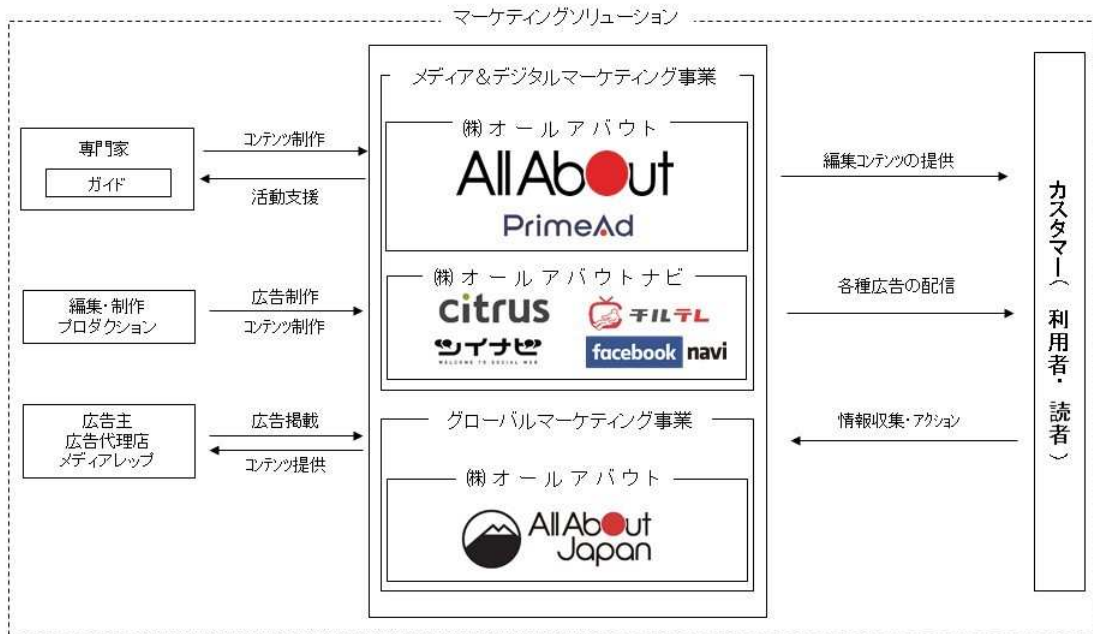 マーケティングソリューション
メディア＆デジタルマーケティング事業
㈱オールアバウト
AllAbout
PrimeAd
㈱オールアバウトナビ
citrus
チルテレ
ツイナビ
WELCOME TO SOCIAL WEB
facebook navi
グローバルマーケティング事業
㈱オールアバウト
AllAbout
Japan
専門家
ガイド
コンテンツ制作
活動支援
編集・制作
プロダクション
広告制作
コンテンツ制作
広告主
広告代理店
メディアレップ
広告掲載
コンテンツ提供
編集コンテンツの提供
各種広告の配信
情報収集・アクション
カスタマー（利用者・読者）